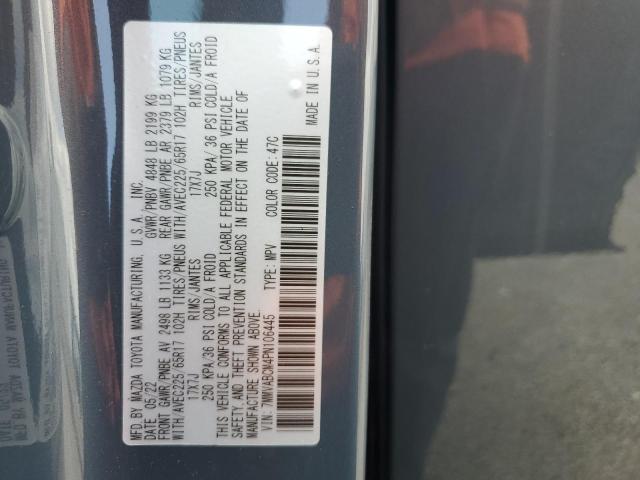 MFD.BY MAZDA TOYOTA MANUFACTURING, U.S.A., INC.
DATE 05/22 GVWR/PNBV 4848 LB 2199 KG
FRONT GAWR/PNBE AV 2498 LB 1133 KG REAR GAWR/PNBE AR 2379 LB 1079 KG
WITH/AVEC225/65R17 102H TIRES/PNEUS WITH/AVEC225/65R17 102H TIRES/PNEUS
17X7J RIMS/JANTES 17X7J RIMS/JANTES
250 KPA/36 PSI COLD/A FROID 250 KPA/ 36 PSI COLD/A FROID
THIS VEHICLE CONFORMS TO ALL APPLICABLE FEDERAL MOTOR VEHICLE
SAFETY, AND THEFT PREVENTION STANDARDS IN EFFECT ON THE DATE OF
MANUFACTURE SHOWN ABOVE.
VIN: 7MMVABCM4PN106445 TYPE: MPV COLOR CODE: 47C
MADE IN U.S.A.